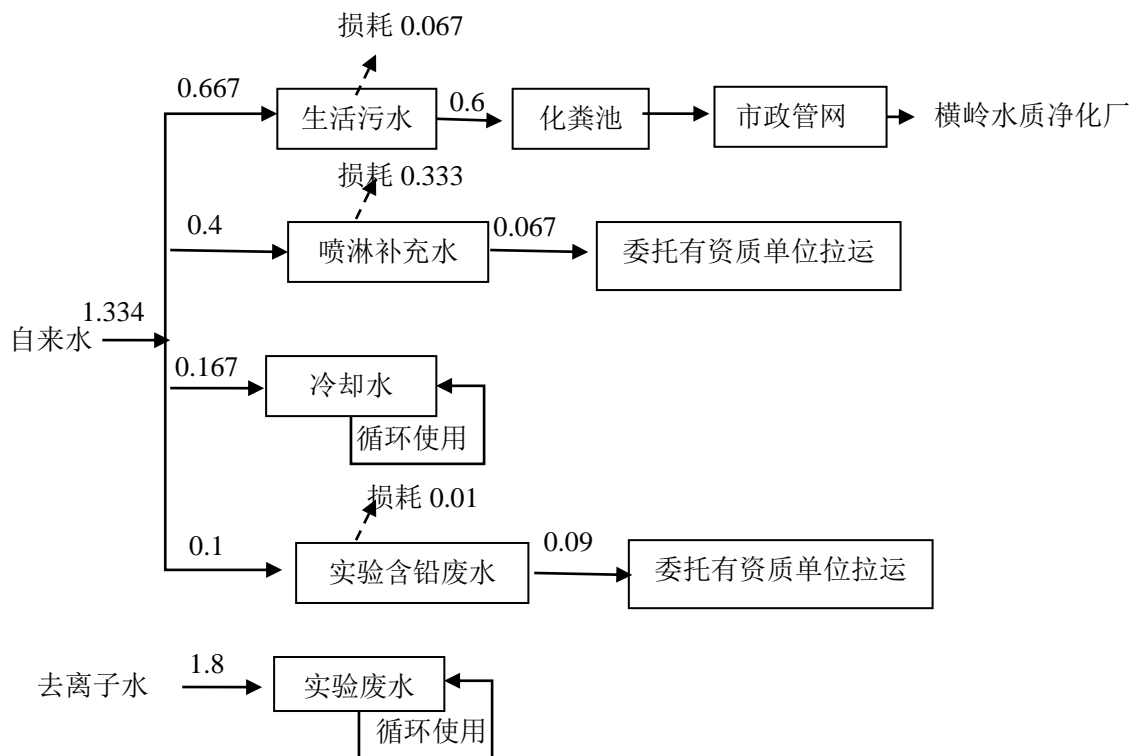 损耗 0.067
0.667
生活污水
0.6
化粪池
市政管网
横岭水质净化厂
损耗 0.333
0.4
喷淋补充水
0.067
委托有资质单位拉运
自来水
1.334
0.167
冷却水
循环使用
损耗 0.01
0.1
实验含铅废水
0.09
委托有资质单位拉运
去离子水
1.8
实验废水
循环使用